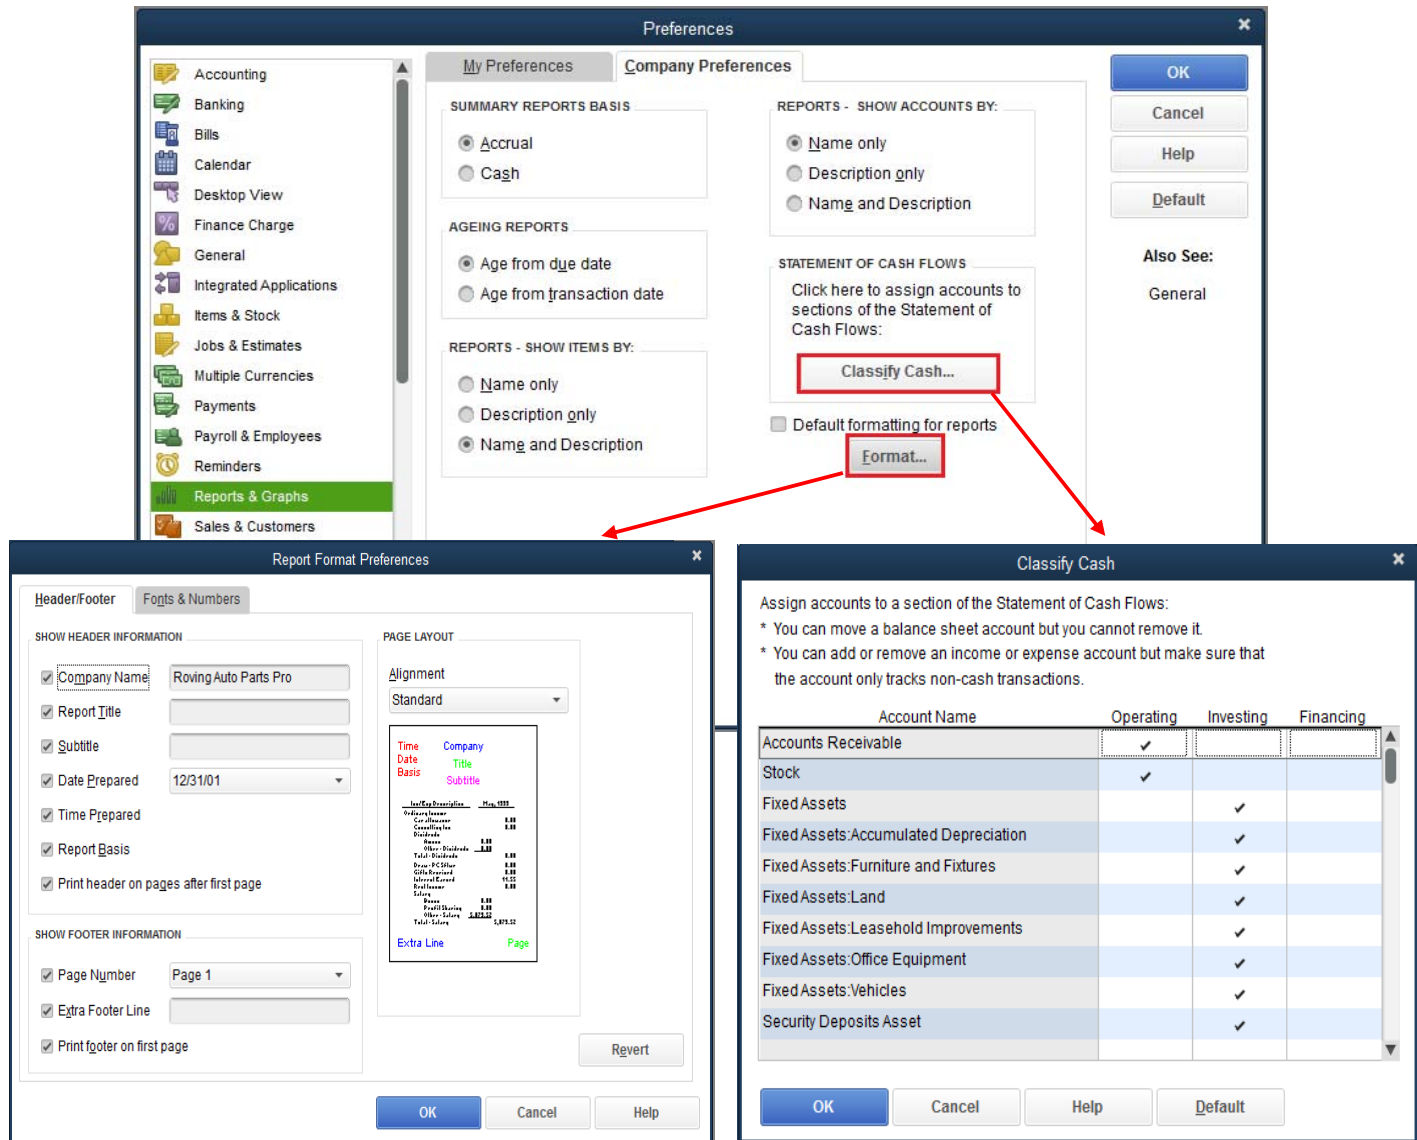 Preferences
Accounting
Banking
Bills
Calendar
Desktop View
Finance Charge
General
Integrated Applications
Items & Stock
Jobs & Estimates
Multiple Currencies
Payments
Payroll & Employees
Reminders
Reports & Graphs
Sales & Customers
My Preferences
Company Preferences
SUMMARY REPORTS BASIS
Accrual
Cash
AGEING REPORTS
Age from due date
Age from transaction date
REPORTS - SHOW ITEMS BY:
Name only
Description only
Name and Description
REPORTS - SHOW ACCOUNTS BY:
Name only
Description only
Name and Description
STATEMENT OF CASH FLOWS
Click here to assign accounts to
sections of the Statement of
Cash Flows:
Classify Cash...
Default formatting for reports
Format...
OK
Cancel
Help
Default
Also See:
General
Report Format Preferences
Header/Footer
Fonts & Numbers
SHOW HEADER INFORMATION
Company Name Roving Auto Parts Pro
Report Title
Subtitle
Date Prepared 12/31/01
Time Prepared
Report Basis
Print header on pages after first page
SHOW FOOTER INFORMATION
Page Number Page 1
Extra Footer Line
Print footer on first page
PAGE LAYOUT
Alignment
Standard
Time Company
Date Title
Basis Subtitle
Extra Line Page
Revert
OK Cancel Help
Classify Cash
Assign accounts to a section of the Statement of Cash Flows:
* You can move a balance sheet account but you cannot remove it.
* You can add or remove an income or expense account but make sure that
the account only tracks non-cash transactions.
Account Name Operating Investing Financing
Accounts Receivable
Stock
Fixed Assets
Fixed Assets:Accumulated Depreciation
Fixed Assets:Furniture and Fixtures
Fixed Assets:Land
Fixed Assets:Leasehold Improvements
Fixed Assets:Office Equipment
Fixed Assets:Vehicles
Security Deposits Asset
OK Cancel Help Default